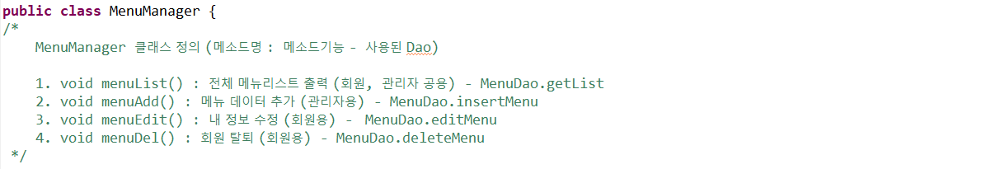 public class MenuManager {
/*
MenuManager 클래스 정의 (메소드명 : 메소드기능 - 사용된 Dao)
1. void menuList() : 전체 메뉴리스트 출력 (회원, 관리자 공용) - MenuDao.getList
2. void menuAdd() : 메뉴 데이터 추가 (관리자용) - MenuDao.insertMenu
3. void menuEdit() : 내 정보 수정 (회원용) - MenuDao.editMenu
4. void menuDel() : 회원 탈퇴 (회원용) - MenuDao.deleteMenu
*/